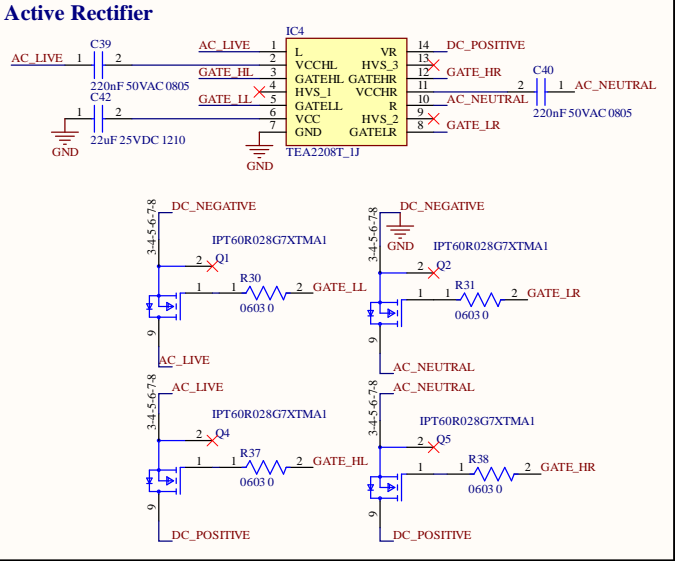 Active Rectifier
IC4
AC_LIVE 1 L VR 14 DC_POSITIVE
AC_LIVE 1 C39 2 2 VCCHL HVS_3 13
220nF 50VAC 0805
GATE_HL 3 GATEHL GATEHR 12 GATE_HR
4 HVS_1 VCCHR 11 2 C40 1 AC_NEUTRAL
220nF 50VAC 0805
GATE_LL 5 GATELL R 10 AC_NEUTRAL
1 C42 2 6 VCC HVS_2 9
22uF 25VDC 1210
GND
7 GND GATELR 8 GATE_LR
GND
TEA2208T_1J
DC_NEGATIVE
3-4-5-6-7-8
IPT60R028G7XTMA1
2 Q1
R30
1 1 2 GATE_LL
0603 0
9
AC_LIVE
DC_NEGATIVE
3-4-5-6-7-8
GND
IPT60R028G7XTMA1
2 Q2
R31
1 1 2 GATE_LR
0603 0
9
AC_NEUTRAL
AC_LIVE
3-4-5-6-7-8
IPT60R028G7XTMA1
2 Q4
R37
1 1 2 GATE_HL
0603 0
9
DC_POSITIVE
AC_NEUTRAL
3-4-5-6-7-8
IPT60R028G7XTMA1
2 Q5
R38
1 1 2 GATE_HR
0603 0
9
DC_POSITIVE